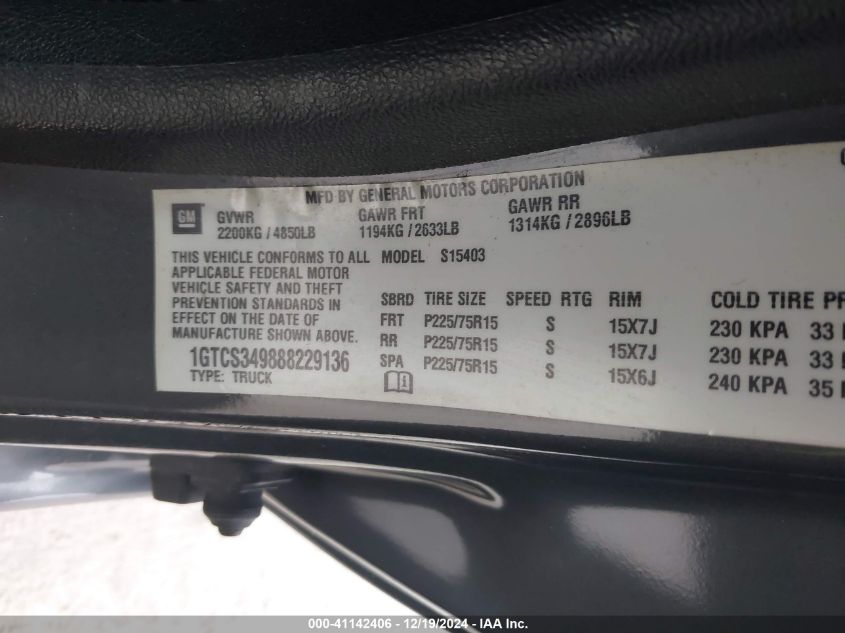 MFD BY GENERAL MOTORS CORPORATION
GM
GVWR GAWR FRT GAWR RR
2200KG / 4850LB 1194KG / 2633LB 1314KG / 2896LB
THIS VEHICLE CONFORMS TO ALL MODEL S15403
APPLICABLE FEDERAL MOTOR
VEHICLE SAFETY AND THEFT
PREVENTION STANDARDS IN SBRD TIRE SIZE SPEED RTG RIM COLD TIRE PR
EFFECT ON THE DATE OF FRT P225/75R15 S 15X7J 230 KPA 33
MANUFACTURE SHOWN ABOVE. RR P225/75R15 S 15X7J 230 KPA 33
1GTCS349888229136 SPA P225/75R15 S 15X6J 240 KPA 35
TYPE: TRUCK
000-41142406 - 12/19/2024 - © IAA Inc.